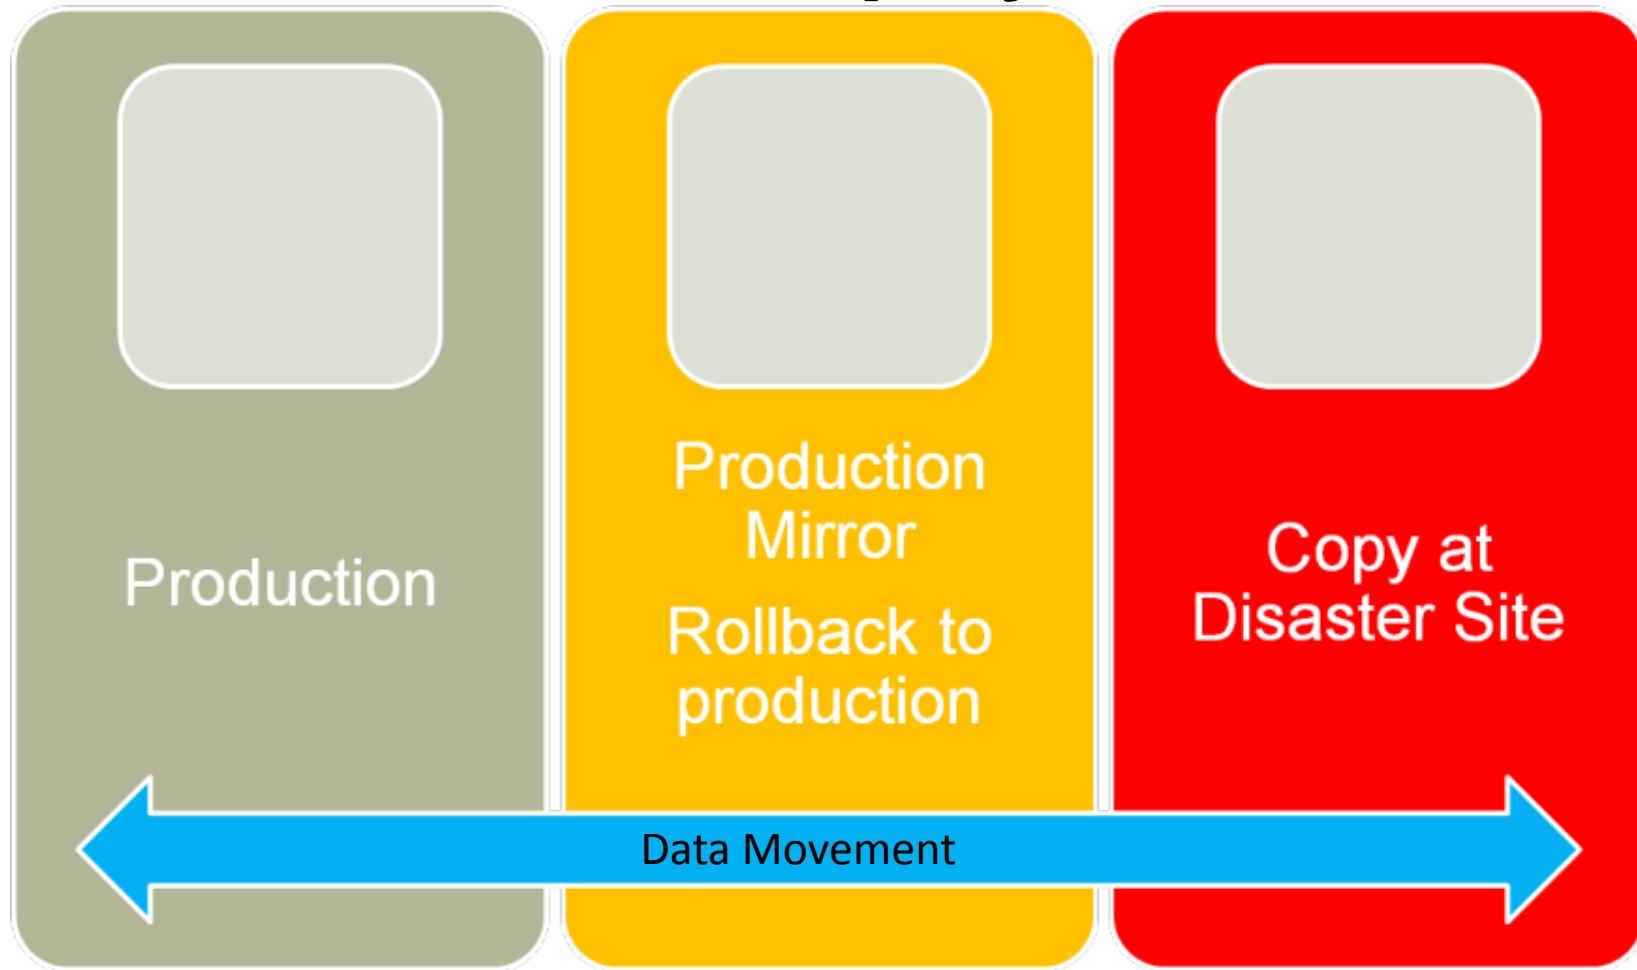 Production
Production
Mirror
Rollback to
production
Copy at
Disaster Site
Data Movement